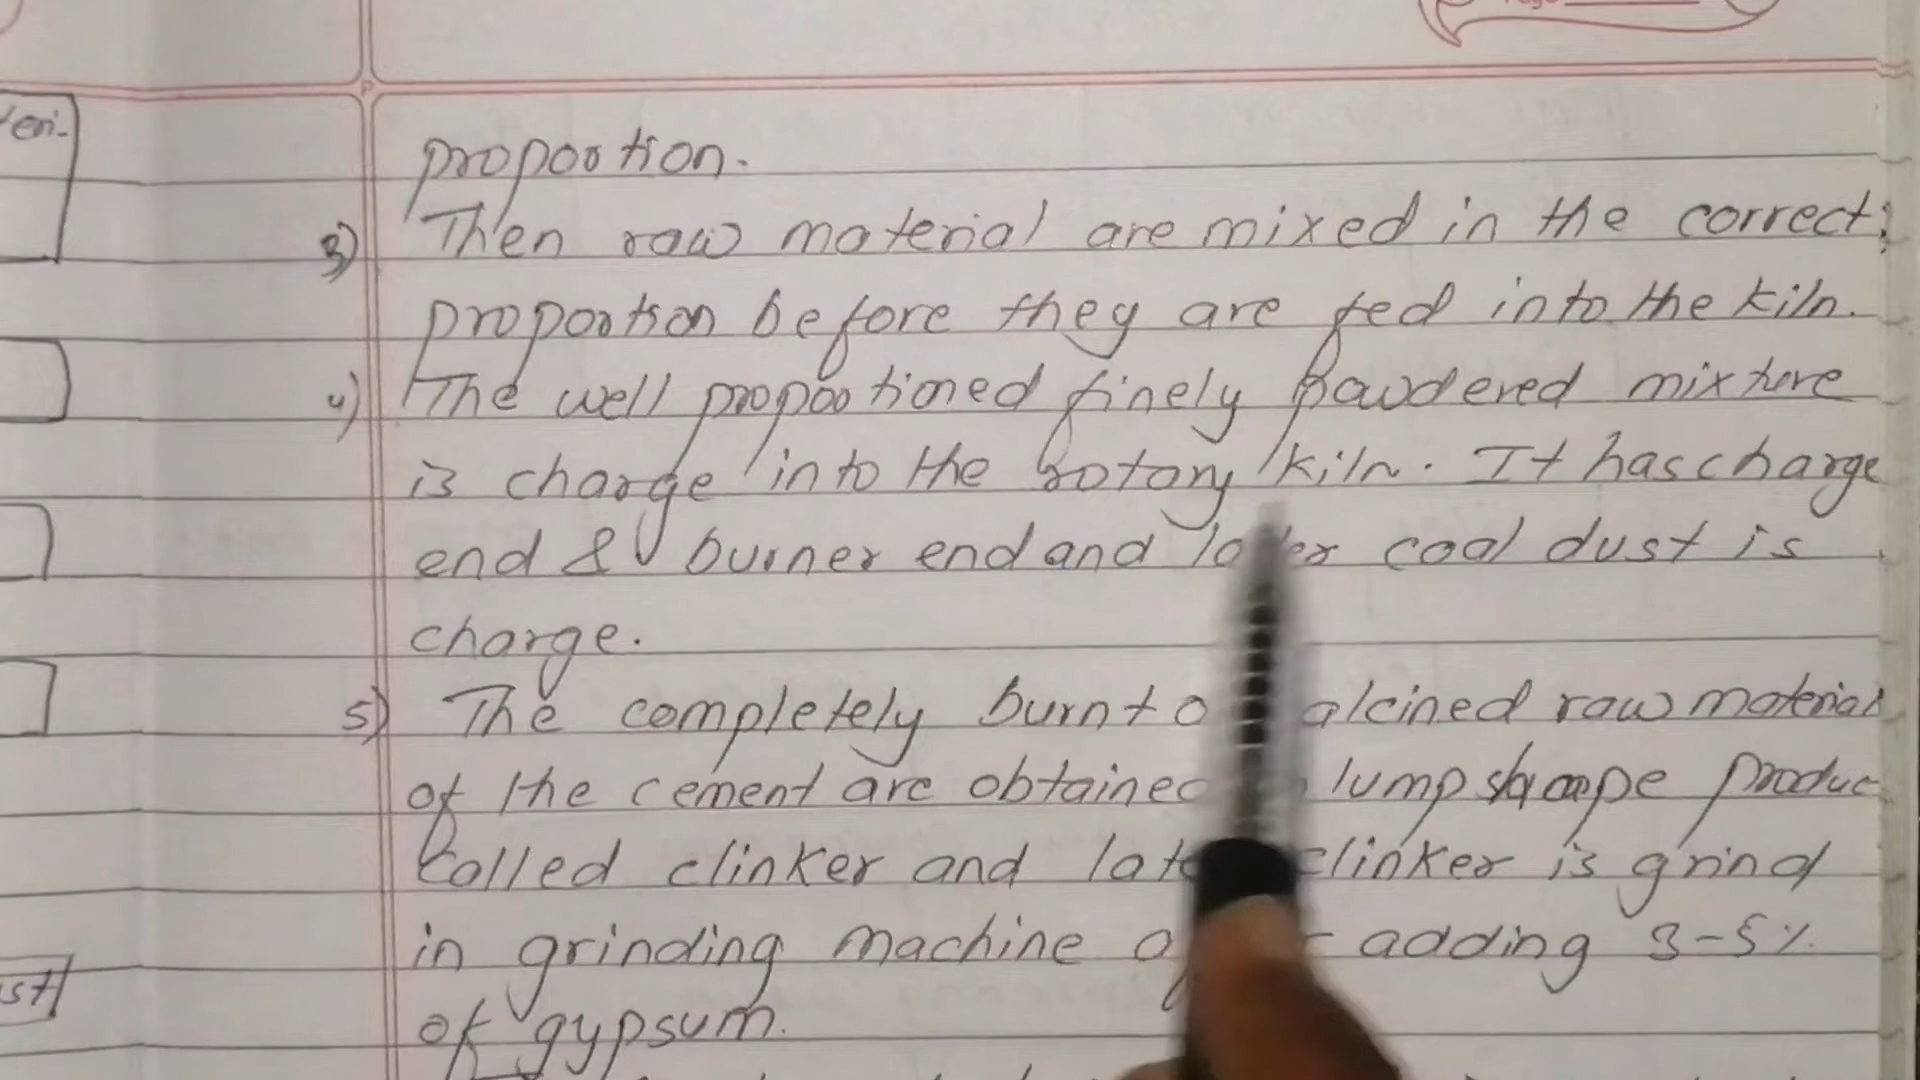 proportion.
3) Then raw material are mixed in the correct
proportion before they are fed into the kiln.
4) The well proportioned finely powdered mixture
is charge into the rotary kiln. It has charge
end & burner end and later coal dust is
charge.
5) The completely burnt alcined raw material
of the cement are obtained lump shape produc
called clinker and clinker is grind
in grinding machine adding 3-5%
of gypsum.